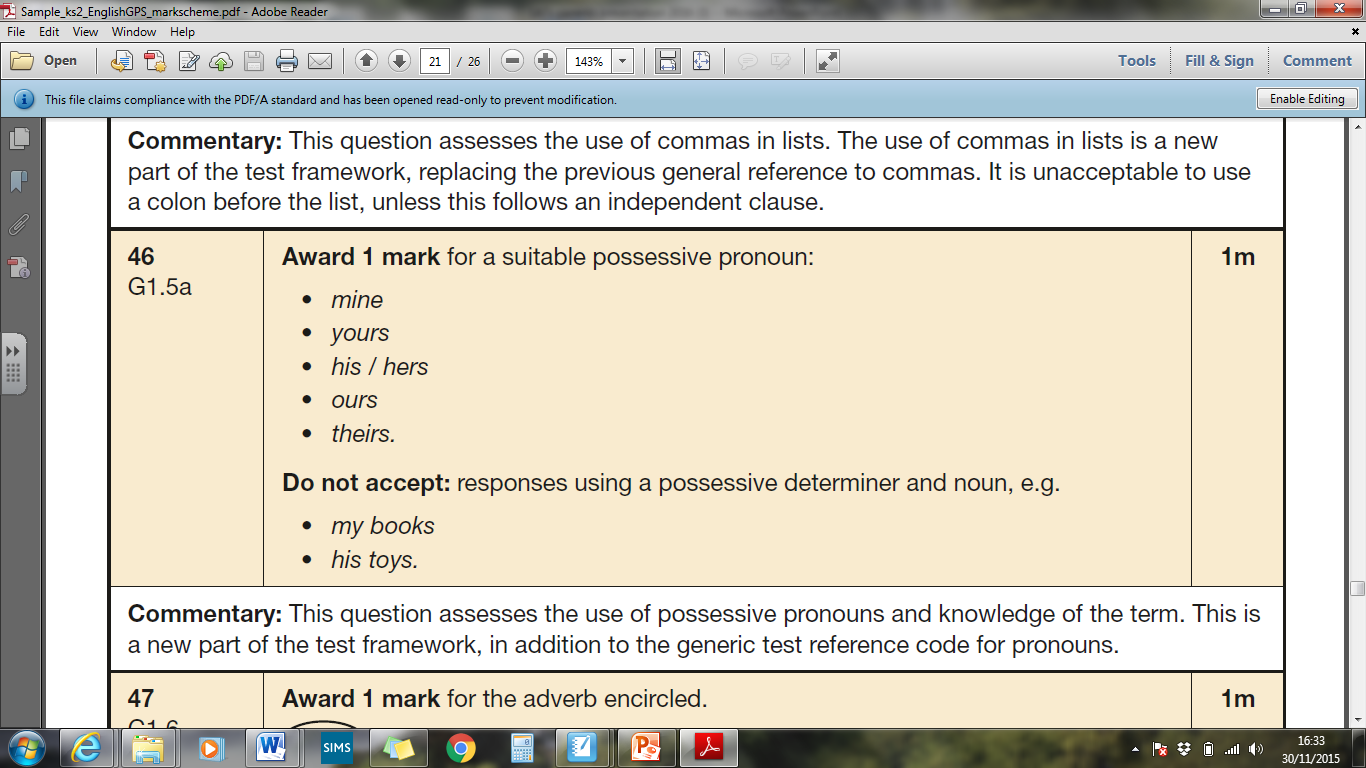 Sample_ks2_EnglishGPS_markscheme.pdf - Adobe Reader
File Edit View Window Help
Open 21 / 26 143% Tools Fill & Sign Comment
This file claims compliance with the PDF/A standard and has been opened read-only to prevent modification. Enable Editing
Commentary: This question assesses the use of commas in lists. The use of commas in lists is a new
part of the test framework, replacing the previous general reference to commas. It is unacceptable to use
a colon before the list, unless this follows an independent clause.
46 Award 1 mark for a suitable possessive pronoun: 1m
G1.5a
• mine
• yours
• his / hers
• ours
• theirs.
Do not accept: responses using a possessive determiner and noun, e.g.
• my books
• his toys.
Commentary: This question assesses the use of possessive pronouns and knowledge of the term. This is
a new part of the test framework, in addition to the generic test reference code for pronouns.
47 Award 1 mark for the adverb encircled. 1m
G1.6
SIMS
16:33
30/11/2015